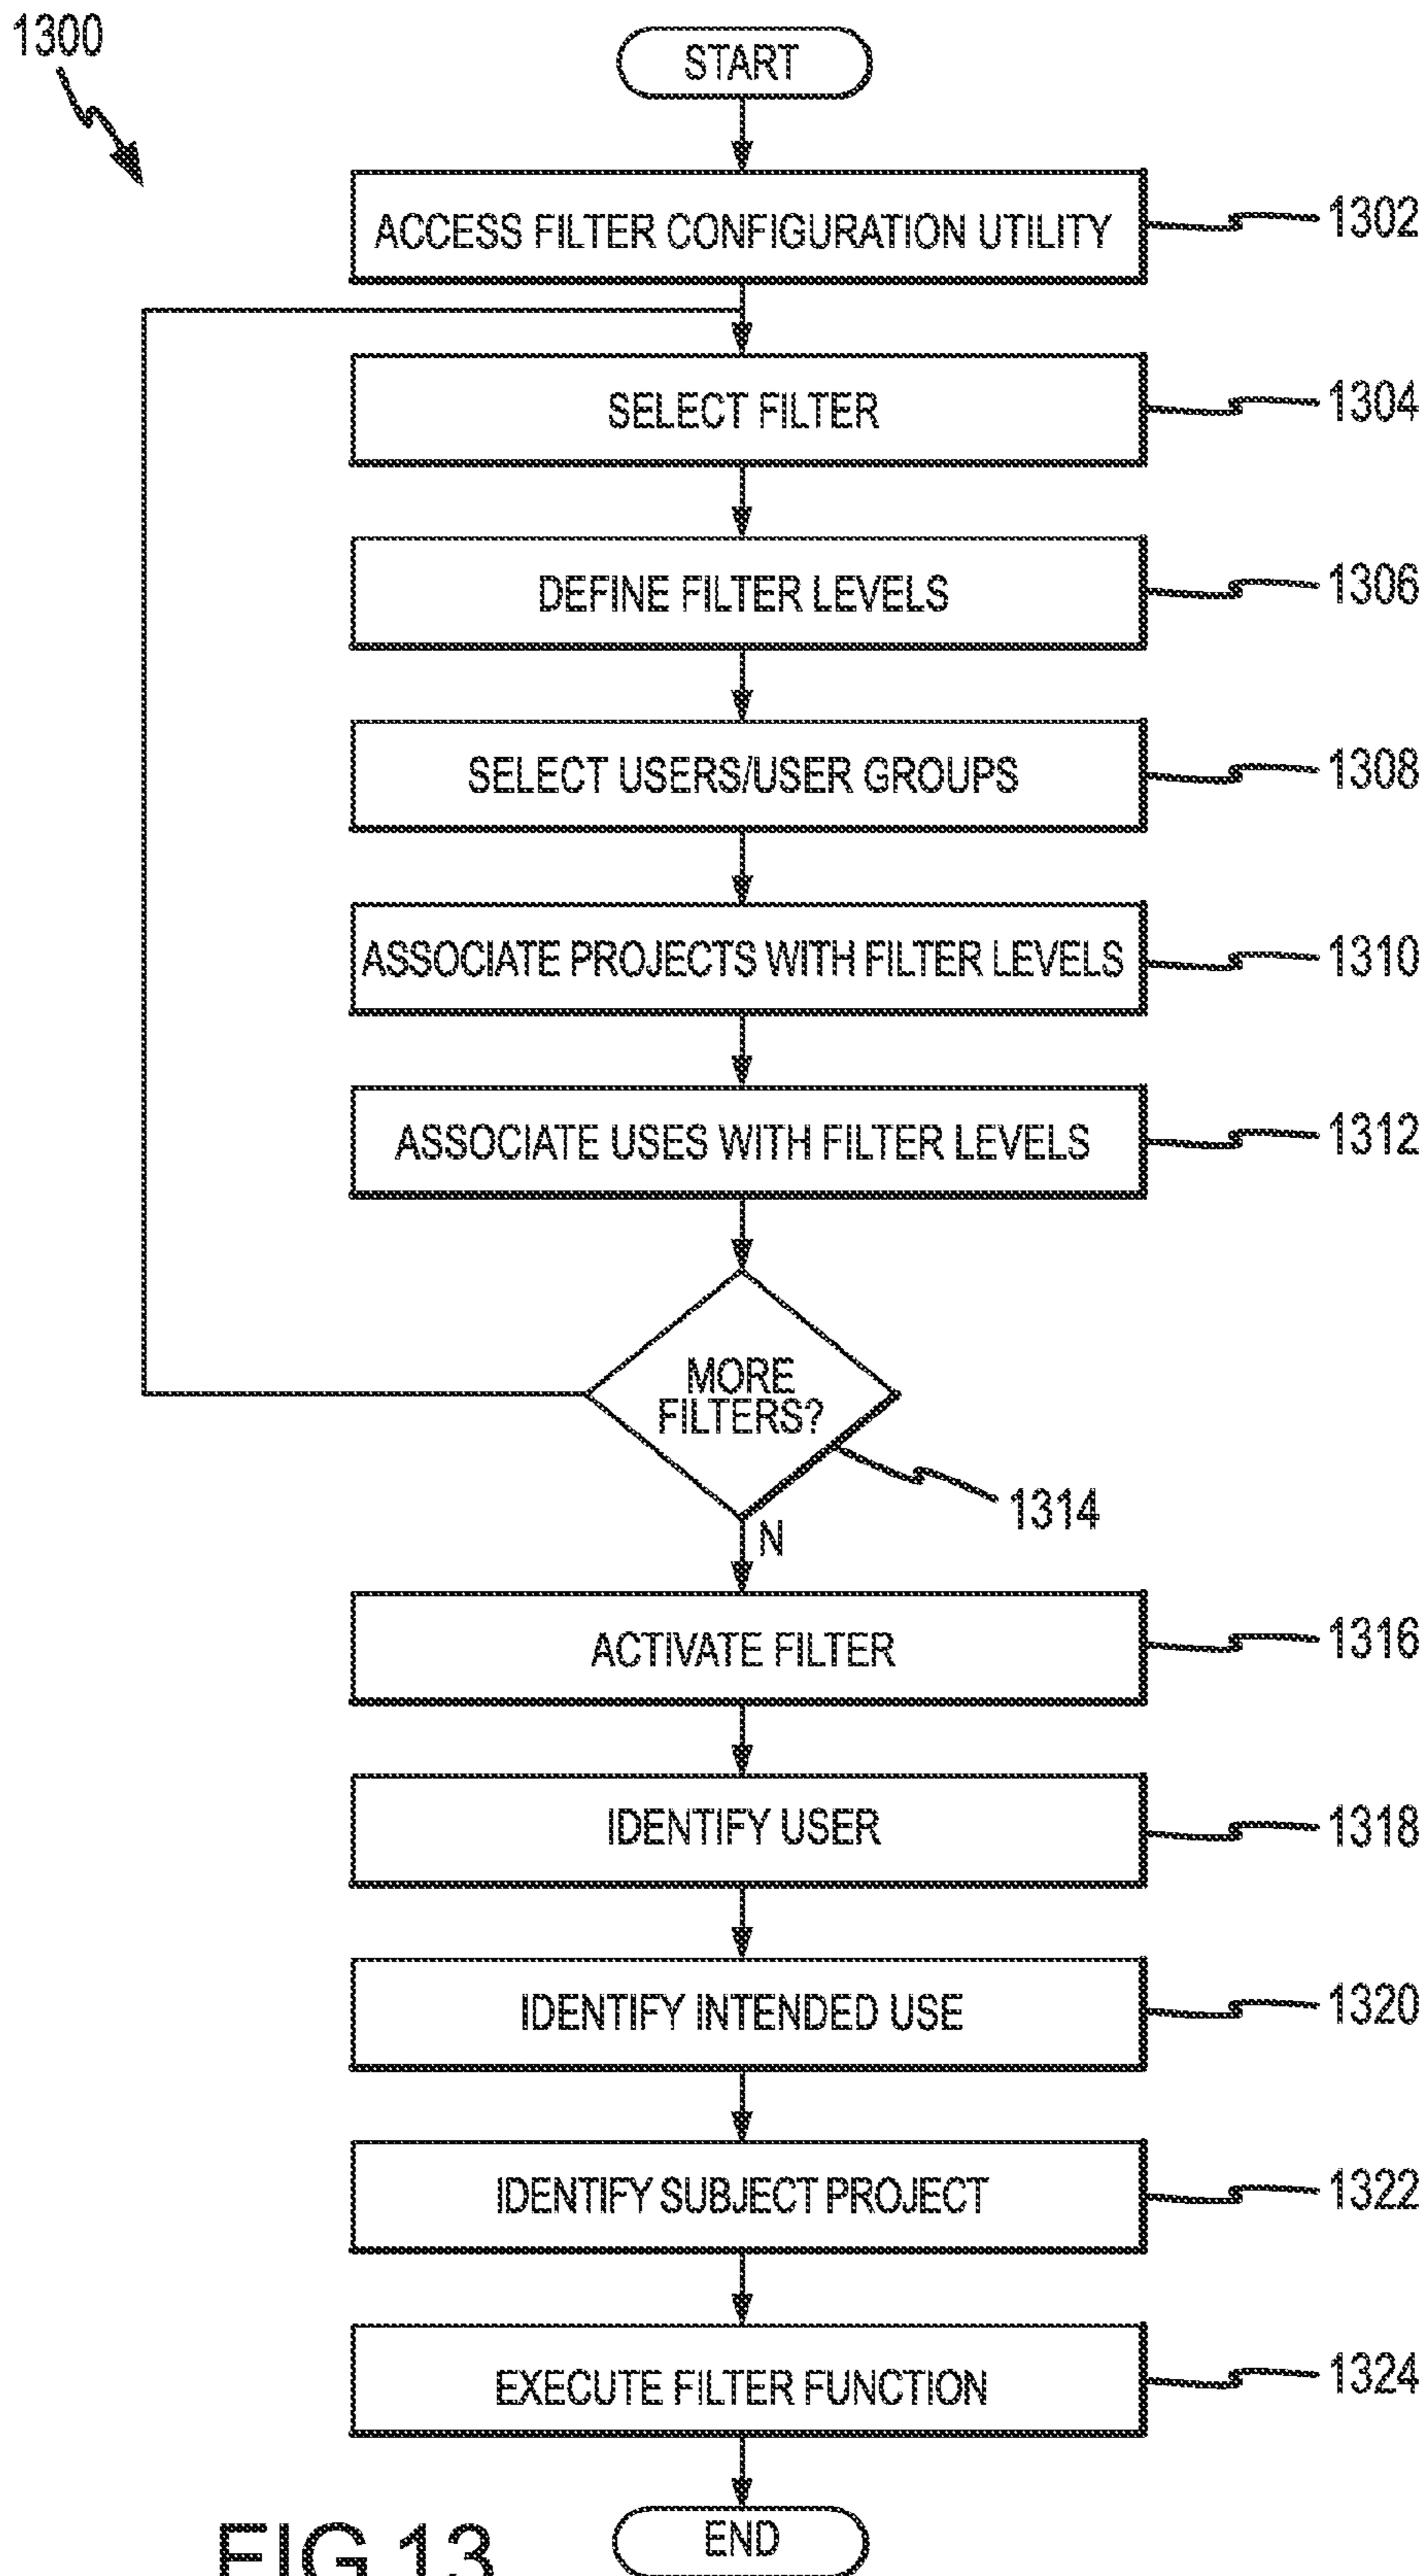 1300
START
ACCESS FILTER CONFIGURATION UTILITY
1302
SELECT FILTER
1304
DEFINE FILTER LEVELS
1306
SELECT USERS/USER GROUPS
1308
ASSOCIATE PROJECTS WITH FILTER LEVELS
1310
ASSOCIATE USES WITH FILTER LEVELS
1312
MORE
FILTERS?
1314
N
ACTIVATE FILTER
1316
IDENTIFY USER
1318
IDENTIFY INTENDED USE
1320
IDENTIFY SUBJECT PROJECT
1322
EXECUTE FILTER FUNCTION
1324
END
FIG.13